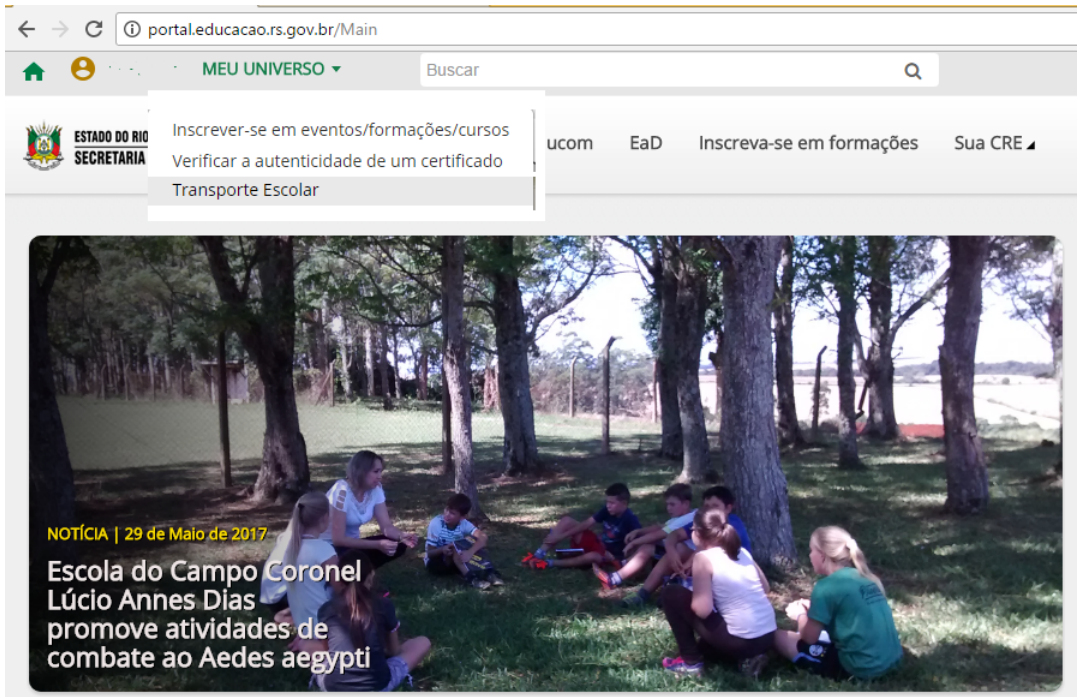 portal.educacao.rs.gov.br/Main
MEU UNIVERSO
Buscar
Inscrever-se em eventos/formações/cursos
Verificar a autenticidade de um certificado
Transporte Escolar
ESTADO DO RIO
SECRETARIA
ucom
EaD
Inscreva-se em formações
Sua CRE
NOTÍCIA | 29 de Maio de 2017
Escola do Campo Coronel
Lúcio Annes Dias
promove atividades de
combate ao Aedes aegypti